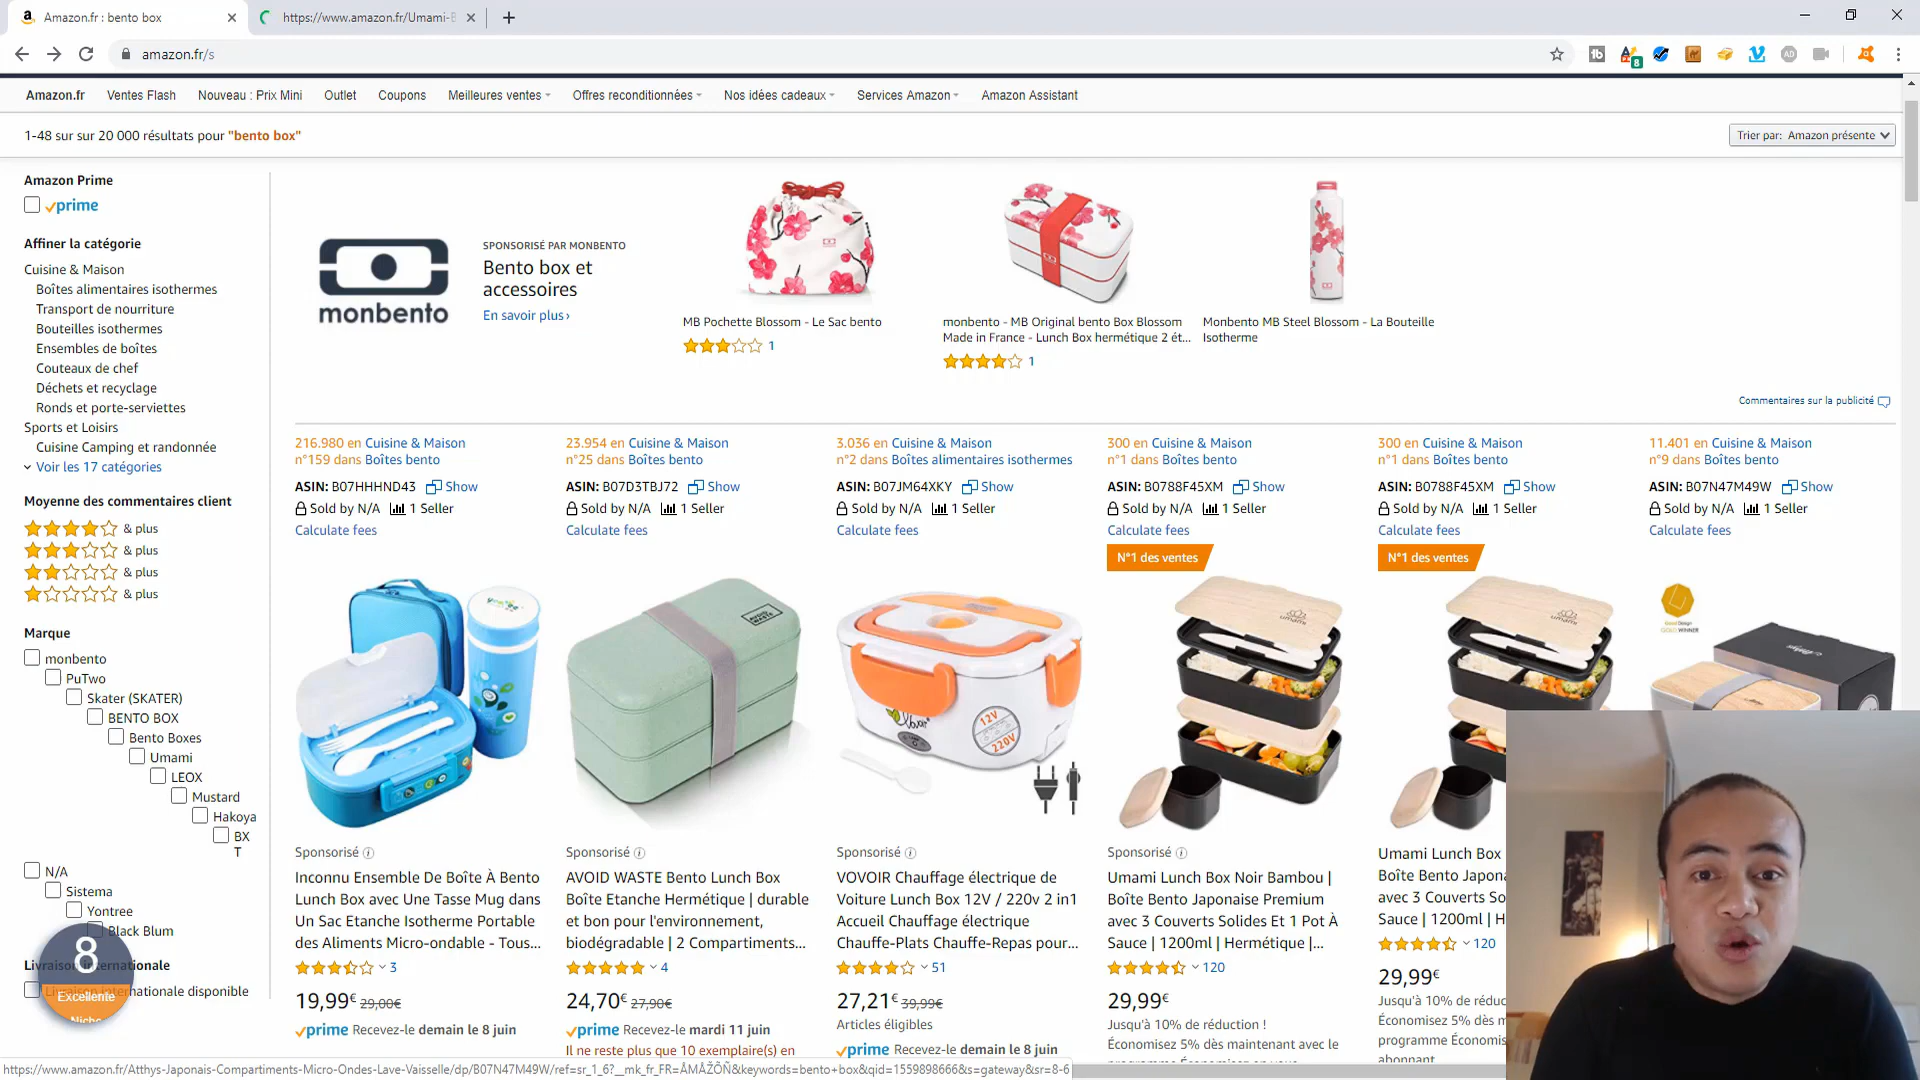 Amazon.fr : bento box
https://www.amazon.fr/Umami-B
amazon.fr/s
8
Amazon.fr
Ventes Flash
Nouveau : Prix Mini
Outlet
Coupons
Meilleures ventes
Offres reconditionnées
Nos idées cadeaux
Services Amazon
Amazon Assistant
1-48 sur sur 20 000 résultats pour "bento box"
Trier par: Amazon présente
Amazon Prime
prime
Affiner la catégorie
Cuisine & Maison
Boîtes alimentaires isothermes
Transport de nourriture
Bouteilles isothermes
Ensembles de boîtes
Couteaux de chef
Déchets et recyclage
Ronds et porte-serviettes
Sports et Loisirs
Cuisine Camping et randonnée
Voir les 17 catégories
Moyenne des commentaires client
& plus
& plus
& plus
& plus
Marque
monbento
PuTwo
Skater (SKATER)
BENTO BOX
Bento Boxes
Umami
LEOX
Mustard
Hakoya
BX
T
N/A
Sistema
Yontree
Black Blum
Livraison internationale
Livraison internationale disponible
8
Excellente
Niche
monbento
SPONSORISÉ PAR MONBENTO
Bento box et
accessoires
En savoir plus ›
MB Pochette Blossom - Le Sac bento
1
monbento - MB Original bento Box Blossom
Made in France - Lunch Box hermétique 2 ét...
1
Monbento MB Steel Blossom - La Bouteille
Isotherme
Commentaires sur la publicité
216.980 en Cuisine & Maison
n°159 dans Boîtes bento
ASIN: B07HHHND43 Show
Sold by N/A 1 Seller
Calculate fees
Sponsorisé
Inconnu Ensemble De Boîte À Bento
Lunch Box avec Une Tasse Mug dans
Un Sac Etanche Isotherme Portable
des Aliments Micro-ondable - Tous...
3
19,99€ 29,00€
prime Recevez-le demain le 8 juin
23.954 en Cuisine & Maison
n°25 dans Boîtes bento
ASIN: B07D3TBJ72 Show
Sold by N/A 1 Seller
Calculate fees
AVOID
WASTE
Sponsorisé
AVOID WASTE Bento Lunch Box
Boîte Etanche Hermétique | durable
et bon pour l'environnement,
biodégradable | 2 Compartiments...
4
24,70€ 27,90€
prime Recevez-le mardi 11 juin
Il ne reste plus que 10 exemplaire(s) en
3.036 en Cuisine & Maison
n°2 dans Boîtes alimentaires isothermes
ASIN: B07JM64XKY Show
Sold by N/A 1 Seller
Calculate fees
Vovoir
12V
220V
Sponsorisé
VOVOIR Chauffage électrique de
Voiture Lunch Box 12V / 220v 2 in1
Accueil Chauffage électrique
Chauffe-Plats Chauffe-Repas pour...
51
27,21€ 39,99€
Articles éligibles
prime Recevez-le demain le 8 juin
300 en Cuisine & Maison
n°1 dans Boîtes bento
ASIN: B0788F45XM Show
Sold by N/A 1 Seller
Calculate fees
N°1 des ventes
umami
Sponsorisé
Umami Lunch Box Noir Bambou |
Boîte Bento Japonaise Premium
avec 3 Couverts Solides Et 1 Pot À
Sauce | 1200ml | Hermétique |...
120
29,99€
Jusqu'à 10% de réduction !
Économisez 5% dès maintenant avec le
300 en Cuisine & Maison
n°1 dans Boîtes bento
ASIN: B0788F45XM Show
Sold by N/A 1 Seller
Calculate fees
N°1 des ventes
umami
Umami Lunch Box
Boîte Bento Japona
avec 3 Couverts So
Sauce | 1200ml | H
120
29,99€
Jusqu'à 10% de réduc
Économisez 5% dès m
programme Économis
abonnant
11.401 en Cuisine & Maison
n°9 dans Boîtes bento
ASIN: B07N47M49W Show
Sold by N/A 1 Seller
Calculate fees
GOLD WINNER
https://www.amazon.fr/Atthys-Japonais-Compartiments-Micro-Ondes-Lave-Vaisselle/dp/B07N47M49W/ref=sr_1_6?__mk_fr_FR=ÅMÅŽÕÑ&keywords=bento+box&qid=1559898666&s=gateway&sr=8-6